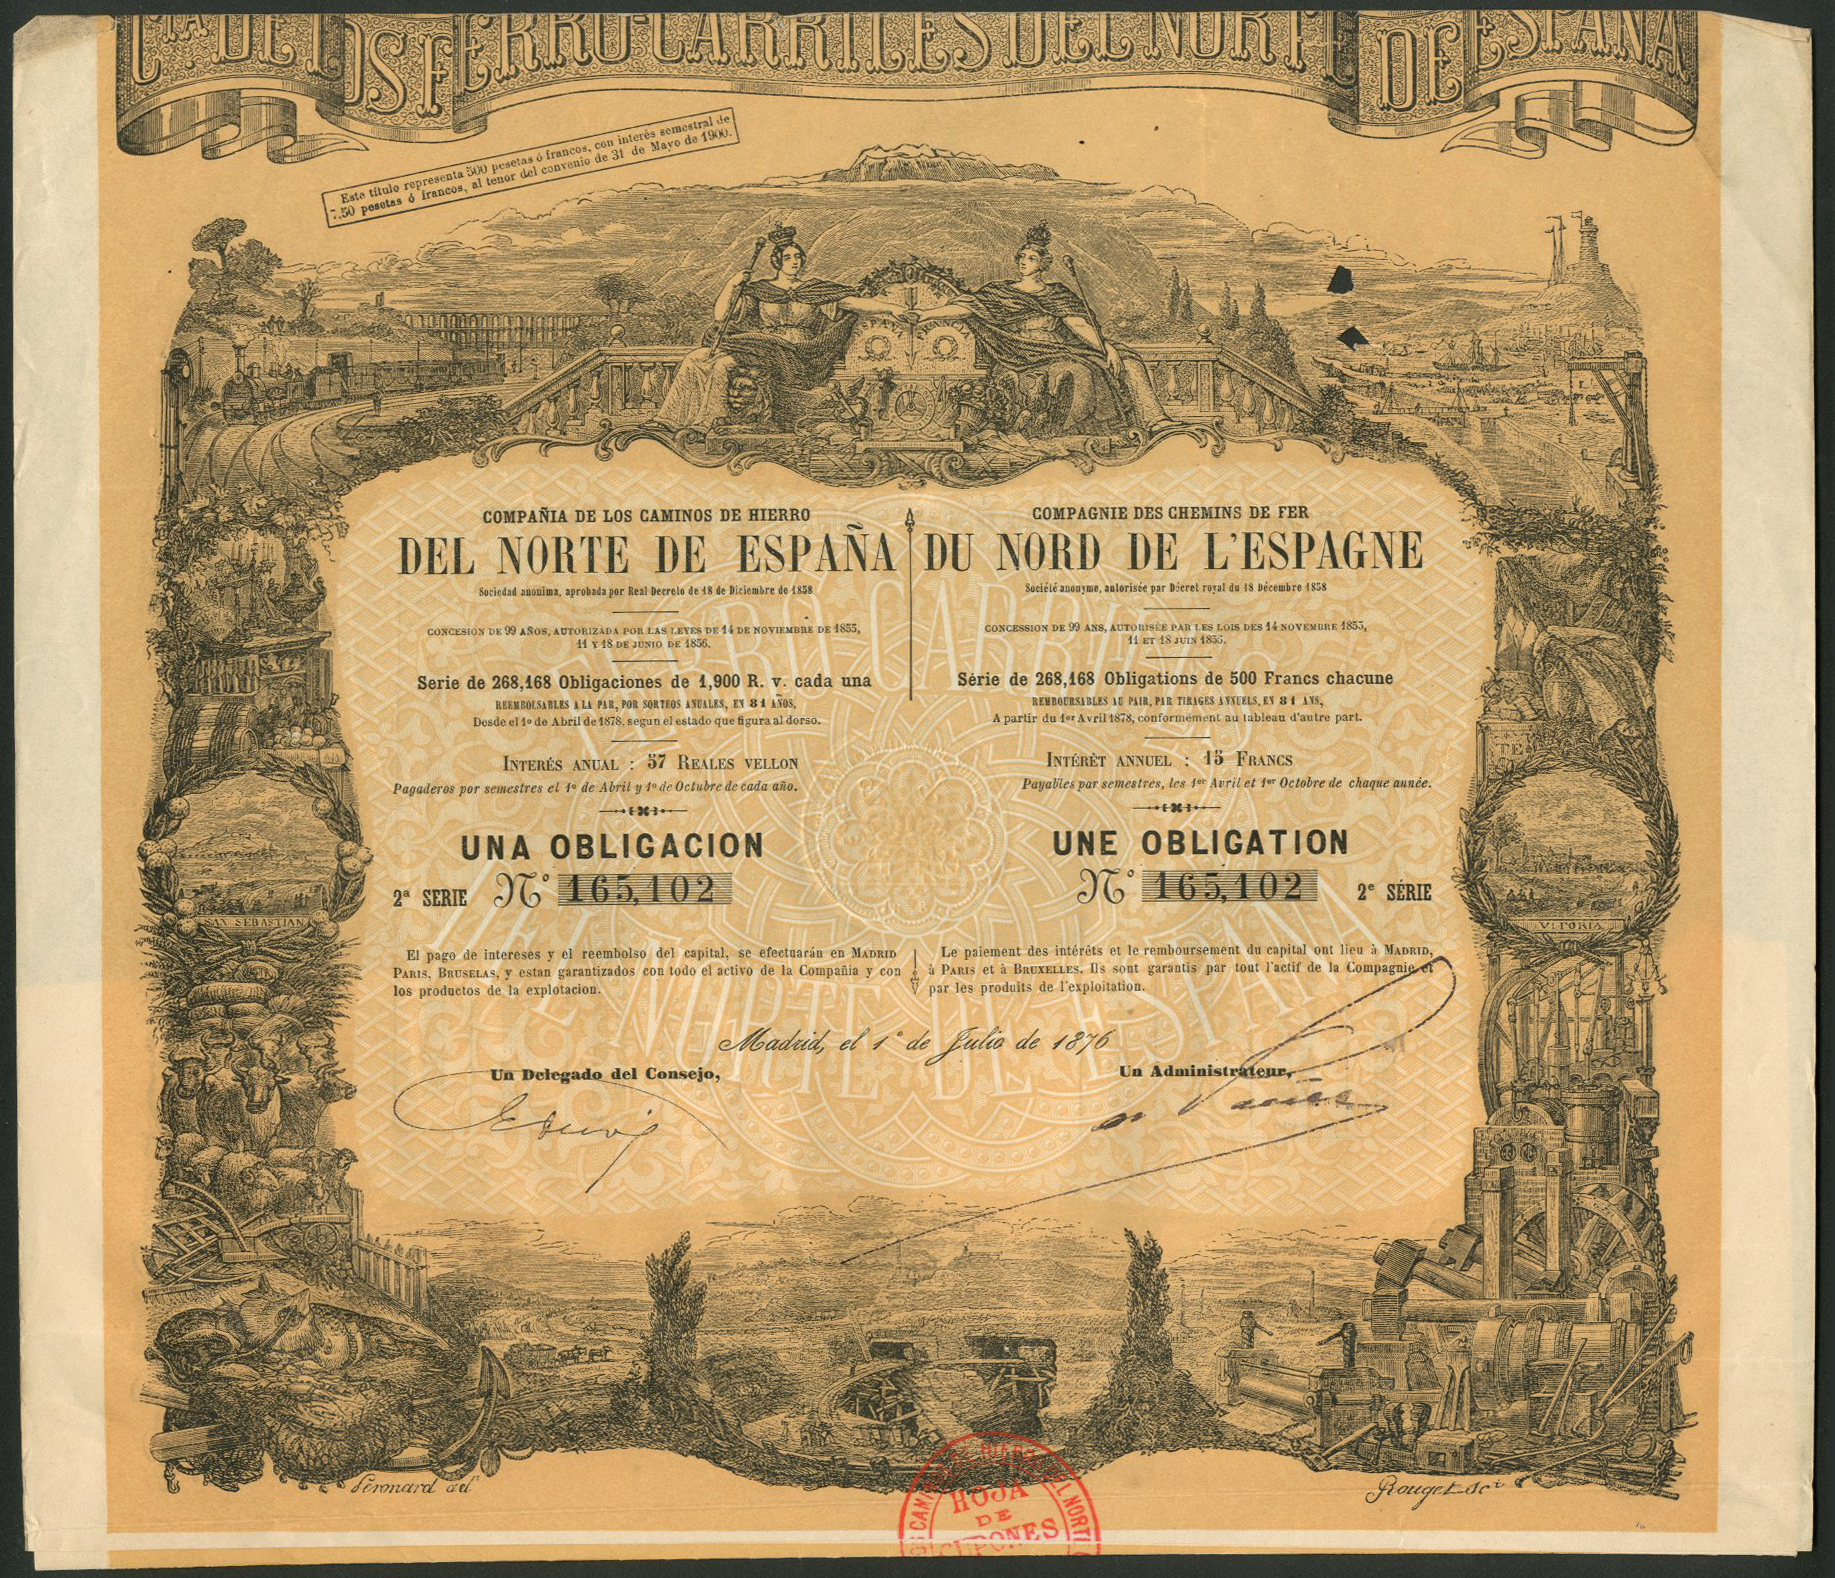 Cia. DE LOS FERRO-CARRILES DEL NORTE DE ESPAÑA
Este título representa 500 pesetas ó francos, con interés semestral de
7,50 pesetas ó francos, al tenor del convenio de 31 de Mayo de 1900.
ESPAÑA FRANCIA
COMPAÑIA DE LOS CAMINOS DE HIERRO
DEL NORTE DE ESPAÑA
Sociedad anonima, aprobada por Real Decreto de 18 de Diciembre de 1858
CONCESION DE 99 AÑOS, AUTORIZADA POR LAS LEYES DE 14 DE NOVIEMBRE DE 1855,
11 Y 18 DE JUNIO DE 1856.
Serie de 268,168 Obligaciones de 1,900 R. v. cada una
REEMBOLSABLES A LA PAR, POR SORTEOS ANUALES, EN 81 AÑOS,
Desde el 1º de Abril de 1878, segun el estado que figura al dorso.
INTERÉS ANUAL : 57 REALES VELLON
Pagaderos por semestres el 1º de Abril y 1º de Octubre de cada año.
UNA OBLIGACION
2ª SERIE Nº 165,102
El pago de intereses y el reembolso del capital, se efectuarán en MADRID
PARIS, BRUSELAS, y estan garantizados con todo el activo de la Compañia y con
los productos de la explotacion.
COMPAGNIE DES CHEMINS DE FER
DU NORD DE L'ESPAGNE
Société anonyme, autorisée par Décret royal du 18 Décembre 1858
CONCESSION DE 99 ANS, AUTORISÉE PAR LES LOIS DES 14 NOVEMBRE 1855,
11 ET 18 JUIN 1856.
Série de 268,168 Obligations de 500 Francs chacune
REMBOURSABLES AU PAIR, PAR TIRAGES ANNUELS, EN 81 ANS,
A partir du 1er Avril 1878, conformément au tableau d'autre part.
INTÉRÊT ANNUEL : 15 FRANCS
Payables par semestres, les 1er Avril et 1er Octobre de chaque année.
UNE OBLIGATION
Nº 165,102 2e SÉRIE
Le paiement des intérêts et le remboursement du capital ont lieu à MADRID,
à PARIS et à BRUXELLES. Ils sont garantis par tout l'actif de la Compagnie et
par les produits de l'exploitation.
SAN SEBASTIAN
VITORIA
FERRO-CARRILES
DEL NORTE DE ESPAÑA
Madrid, el 1º de Julio de 1876
Un Delegado del Consejo,
Un Administrateur,
HOJA
DE
CUPONES
Rouget Sct